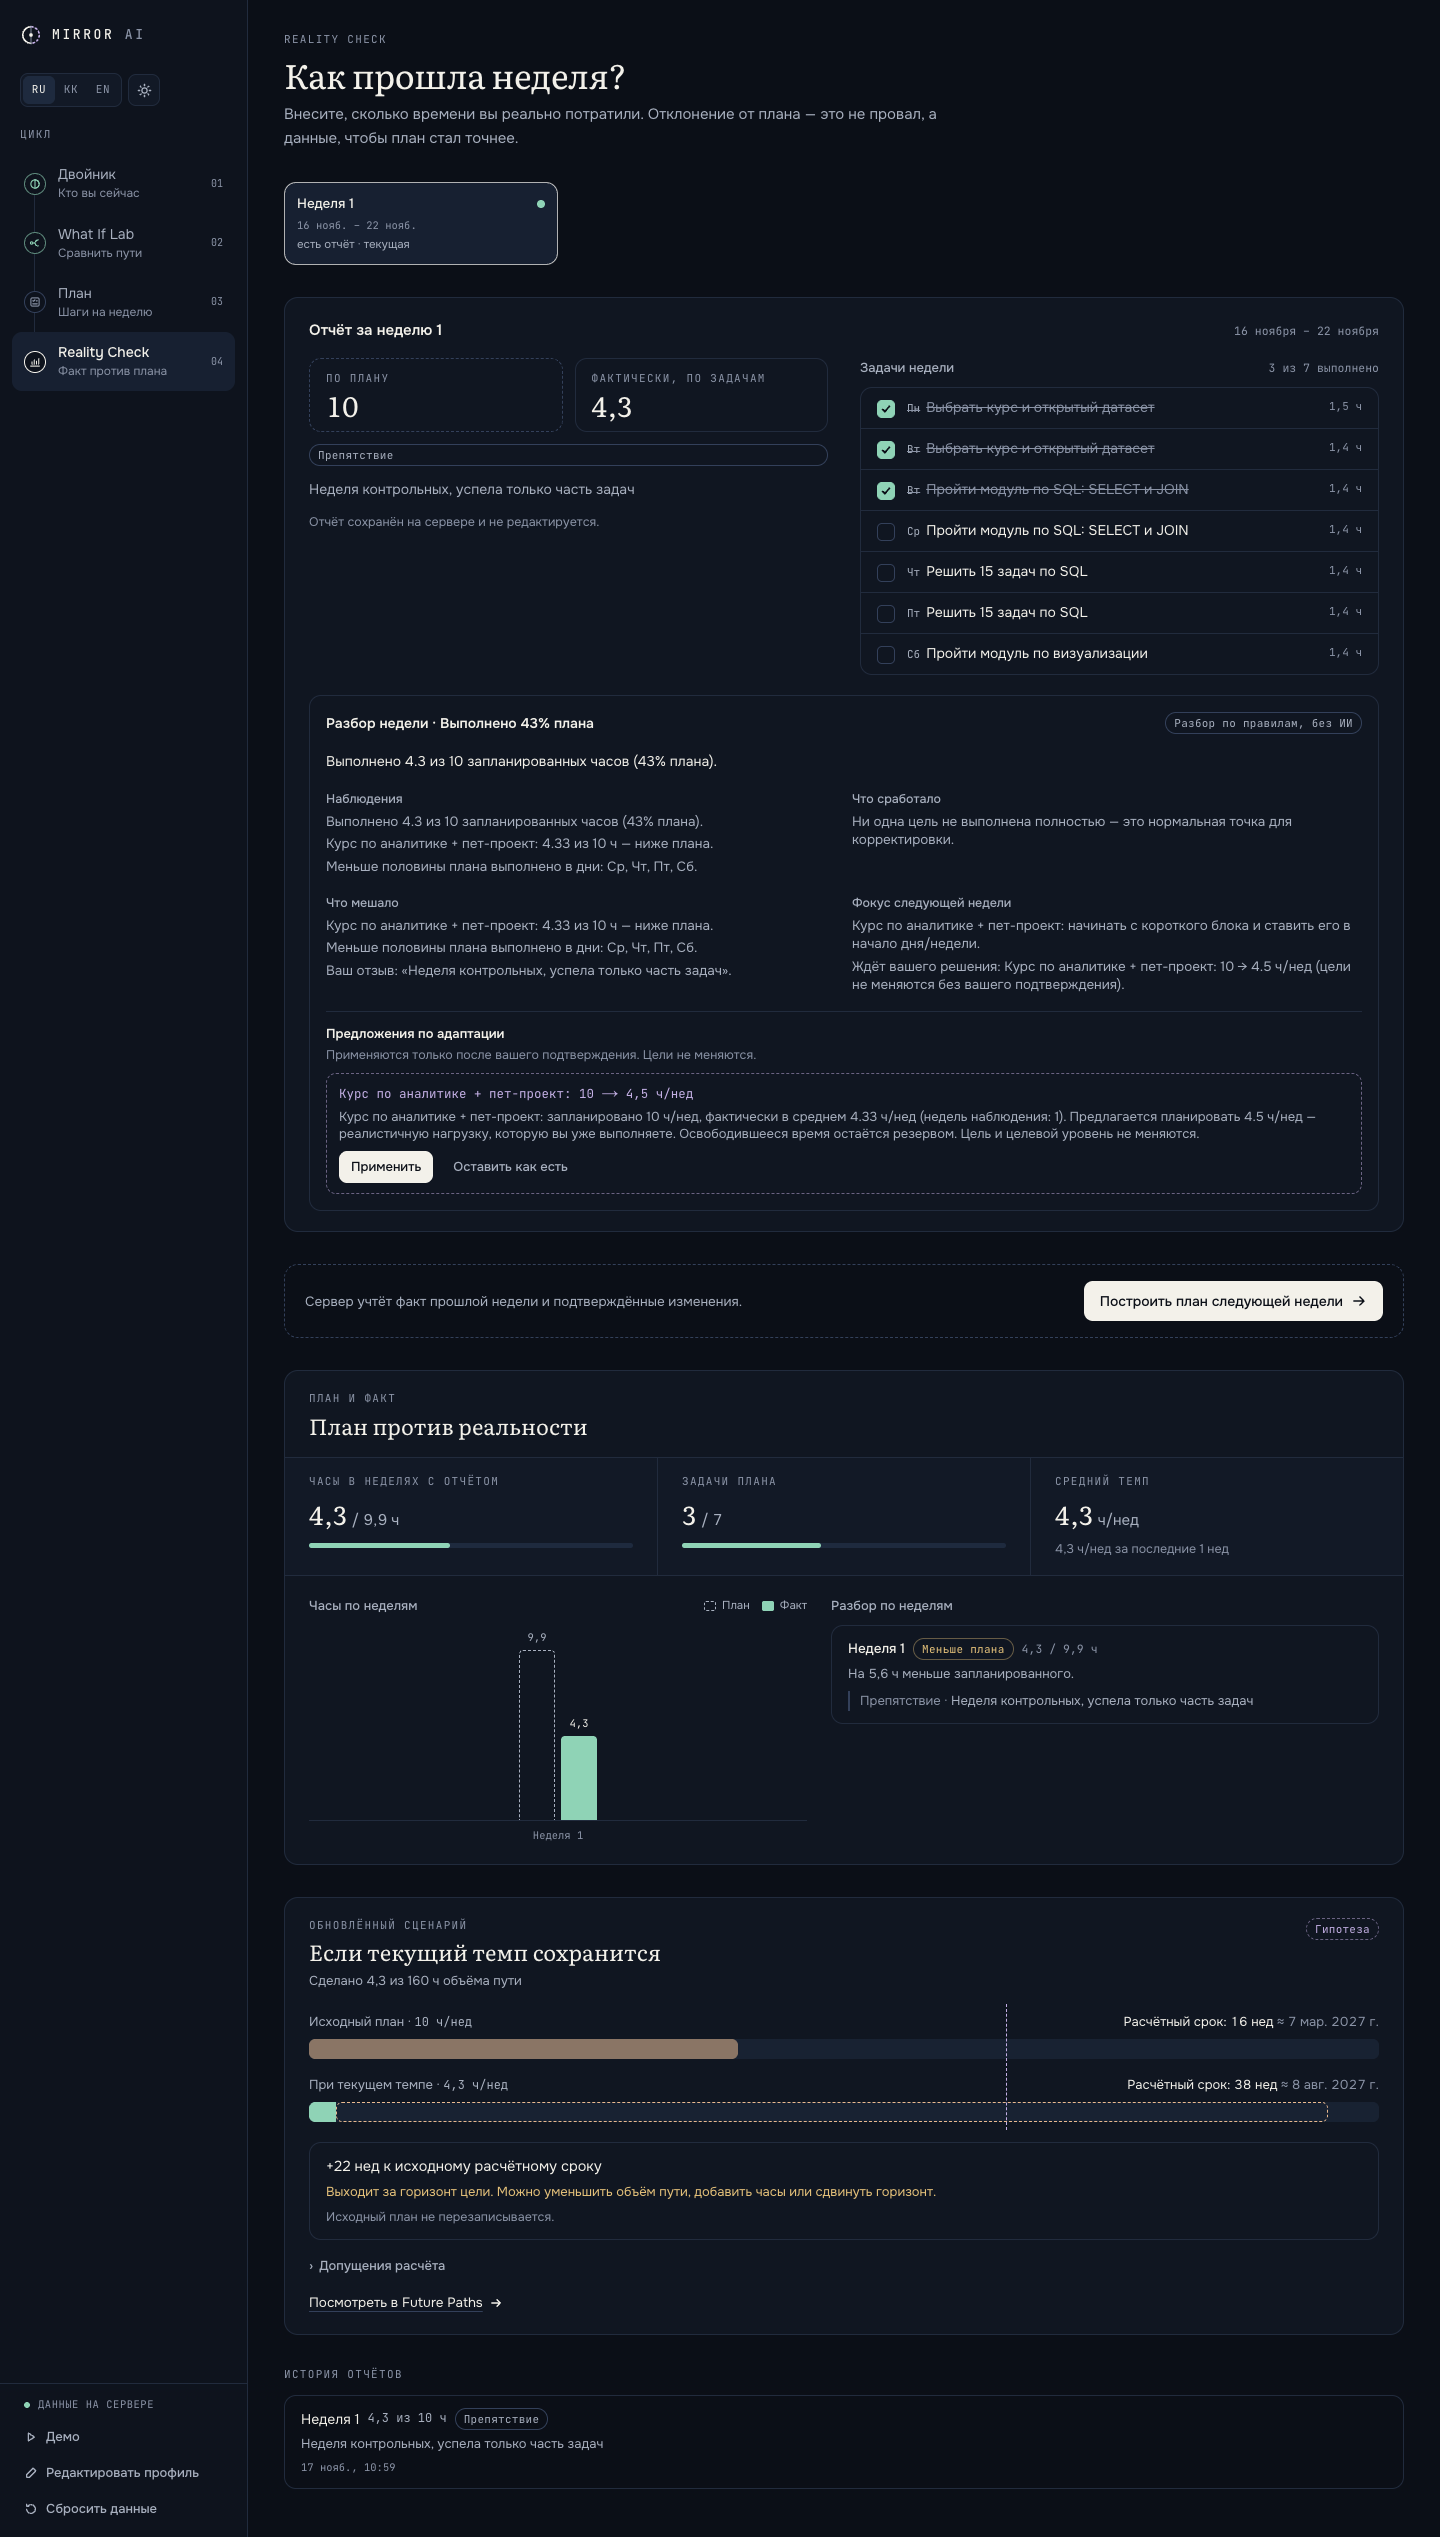 MIRROR AI
RU KK EN
ЦИКЛ
Двойник
Кто вы сейчас
01
What If Lab
Сравнить пути
02
План
Шаги на неделю
03
Reality Check
Факт против плана
04
REALITY CHECK
Как прошла неделя?
Внесите, сколько времени вы реально потратили. Отклонение от плана — это не провал, а
данные, чтобы план стал точнее.
Неделя 1
16 нояб. – 22 нояб.
есть отчёт · текущая
Отчёт за неделю 1
16 ноября – 22 ноября
ПО ПЛАНУ
10
ФАКТИЧЕСКИ, ПО ЗАДАЧАМ
4,3
Препятствие
Неделя контрольных, успела только часть задач
Отчёт сохранён на сервере и не редактируется.
Задачи недели
3 из 7 выполнено
Пн Выбрать курс и открытый датасет 1,5 ч
Вт Выбрать курс и открытый датасет 1,4 ч
Вт Пройти модуль по SQL: SELECT и JOIN 1,4 ч
Ср Пройти модуль по SQL: SELECT и JOIN 1,4 ч
Чт Решить 15 задач по SQL 1,4 ч
Пт Решить 15 задач по SQL 1,4 ч
Сб Пройти модуль по визуализации 1,4 ч
Разбор недели · Выполнено 43% плана
Разбор по правилам, без ИИ
Выполнено 4.3 из 10 запланированных часов (43% плана).
Наблюдения
Выполнено 4.3 из 10 запланированных часов (43% плана).
Курс по аналитике + пет-проект: 4.33 из 10 ч — ниже плана.
Меньше половины плана выполнено в дни: Ср, Чт, Пт, Сб.
Что сработало
Ни одна цель не выполнена полностью — это нормальная точка для
корректировки.
Что мешало
Курс по аналитике + пет-проект: 4.33 из 10 ч — ниже плана.
Меньше половины плана выполнено в дни: Ср, Чт, Пт, Сб.
Ваш отзыв: «Неделя контрольных, успела только часть задач».
Фокус следующей недели
Курс по аналитике + пет-проект: начинать с короткого блока и ставить его в
начало дня/недели.
Ждёт вашего решения: Курс по аналитике + пет-проект: 10 → 4.5 ч/нед (цели
не меняются без вашего подтверждения).
Предложения по адаптации
Применяются только после вашего подтверждения. Цели не меняются.
Курс по аналитике + пет-проект: 10 ⟶ 4,5 ч/нед
Курс по аналитике + пет-проект: запланировано 10 ч/нед, фактически в среднем 4.33 ч/нед (недель наблюдения: 1). Предлагается планировать 4.5 ч/нед —
реалистичную нагрузку, которую вы уже выполняете. Освободившееся время остаётся резервом. Цель и целевой уровень не меняются.
Применить
Оставить как есть
Сервер учтёт факт прошлой недели и подтверждённые изменения.
Построить план следующей недели →
ПЛАН И ФАКТ
План против реальности
ЧАСЫ В НЕДЕЛЯХ С ОТЧЁТОМ
4,3 / 9,9 ч
ЗАДАЧИ ПЛАНА
3 / 7
СРЕДНИЙ ТЕМП
4,3 ч/нед
4,3 ч/нед за последние 1 нед
Часы по неделям
План
Факт
9,9
4,3
Неделя 1
Разбор по неделям
Неделя 1 Меньше плана 4,3 / 9,9 ч
На 5,6 ч меньше запланированного.
Препятствие · Неделя контрольных, успела только часть задач
ОБНОВЛЁННЫЙ СЦЕНАРИЙ
Гипотеза
Если текущий темп сохранится
Сделано 4,3 из 160 ч объёма пути
Исходный план · 10 ч/нед
Расчётный срок: 16 нед ≈ 7 мар. 2027 г.
При текущем темпе · 4,3 ч/нед
Расчётный срок: 38 нед ≈ 8 авг. 2027 г.
+22 нед к исходному расчётному сроку
Выходит за горизонт цели. Можно уменьшить объём пути, добавить часы или сдвинуть горизонт.
Исходный план не перезаписывается.
› Допущения расчёта
Посмотреть в Future Paths →
ИСТОРИЯ ОТЧЁТОВ
Неделя 1 4,3 из 10 ч Препятствие
Неделя контрольных, успела только часть задач
17 нояб., 10:59
ДАННЫЕ НА СЕРВЕРЕ
Демо
Редактировать профиль
Сбросить данные